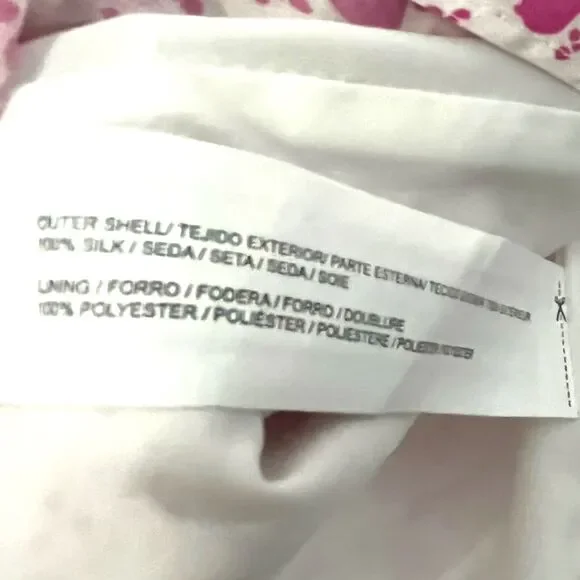 OUTER SHELL/ TEJIDO EXTERIOR/ PARTE ESTERNA/
100% SILK / SEDA / SETA / SEDA / SOIE
LINING / FORRO / FODERA / FORRO / DOUBLURE
100% POLYESTER / POLIÉSTER / POLIESTERE / POLIÉSTER